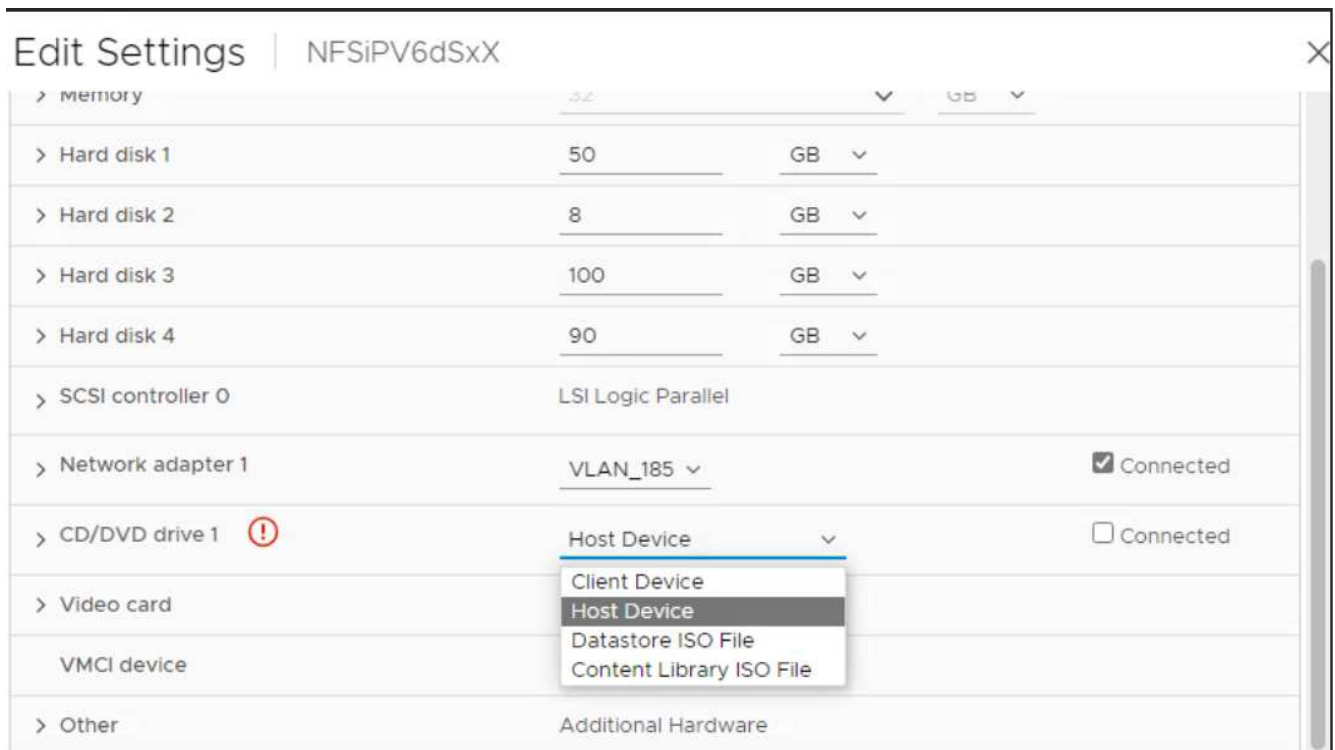 Edit Settings NFSiPV6dSxX
Memory 32 GB
Hard disk 1 50 GB
Hard disk 2 8 GB
Hard disk 3 100 GB
Hard disk 4 90 GB
SCSI controller 0 LSI Logic Parallel
Network adapter 1 VLAN_185 Connected
CD/DVD drive 1 Host Device Connected
Client Device
Host Device
Datastore ISO File
Content Library ISO File
Video card
VMCI device
Other Additional Hardware